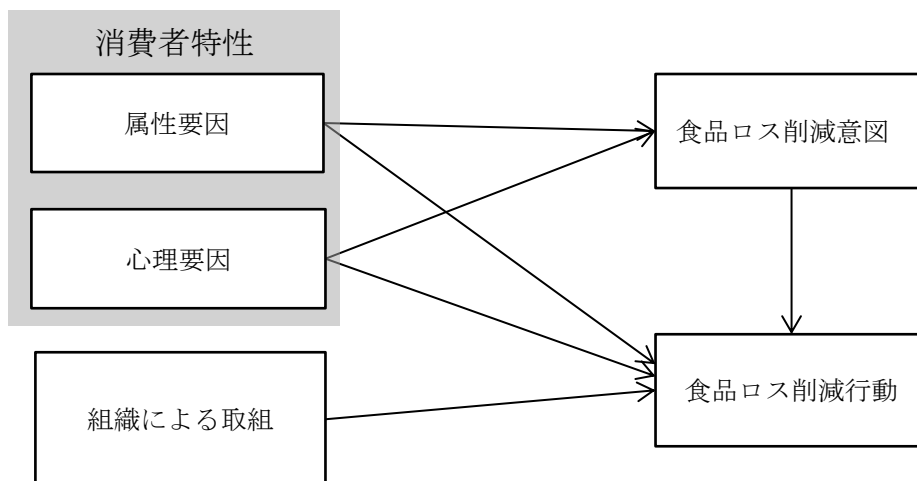 消費者特性
属性要因
心理要因
組織による取組
食品ロス削減意図
食品ロス削減行動